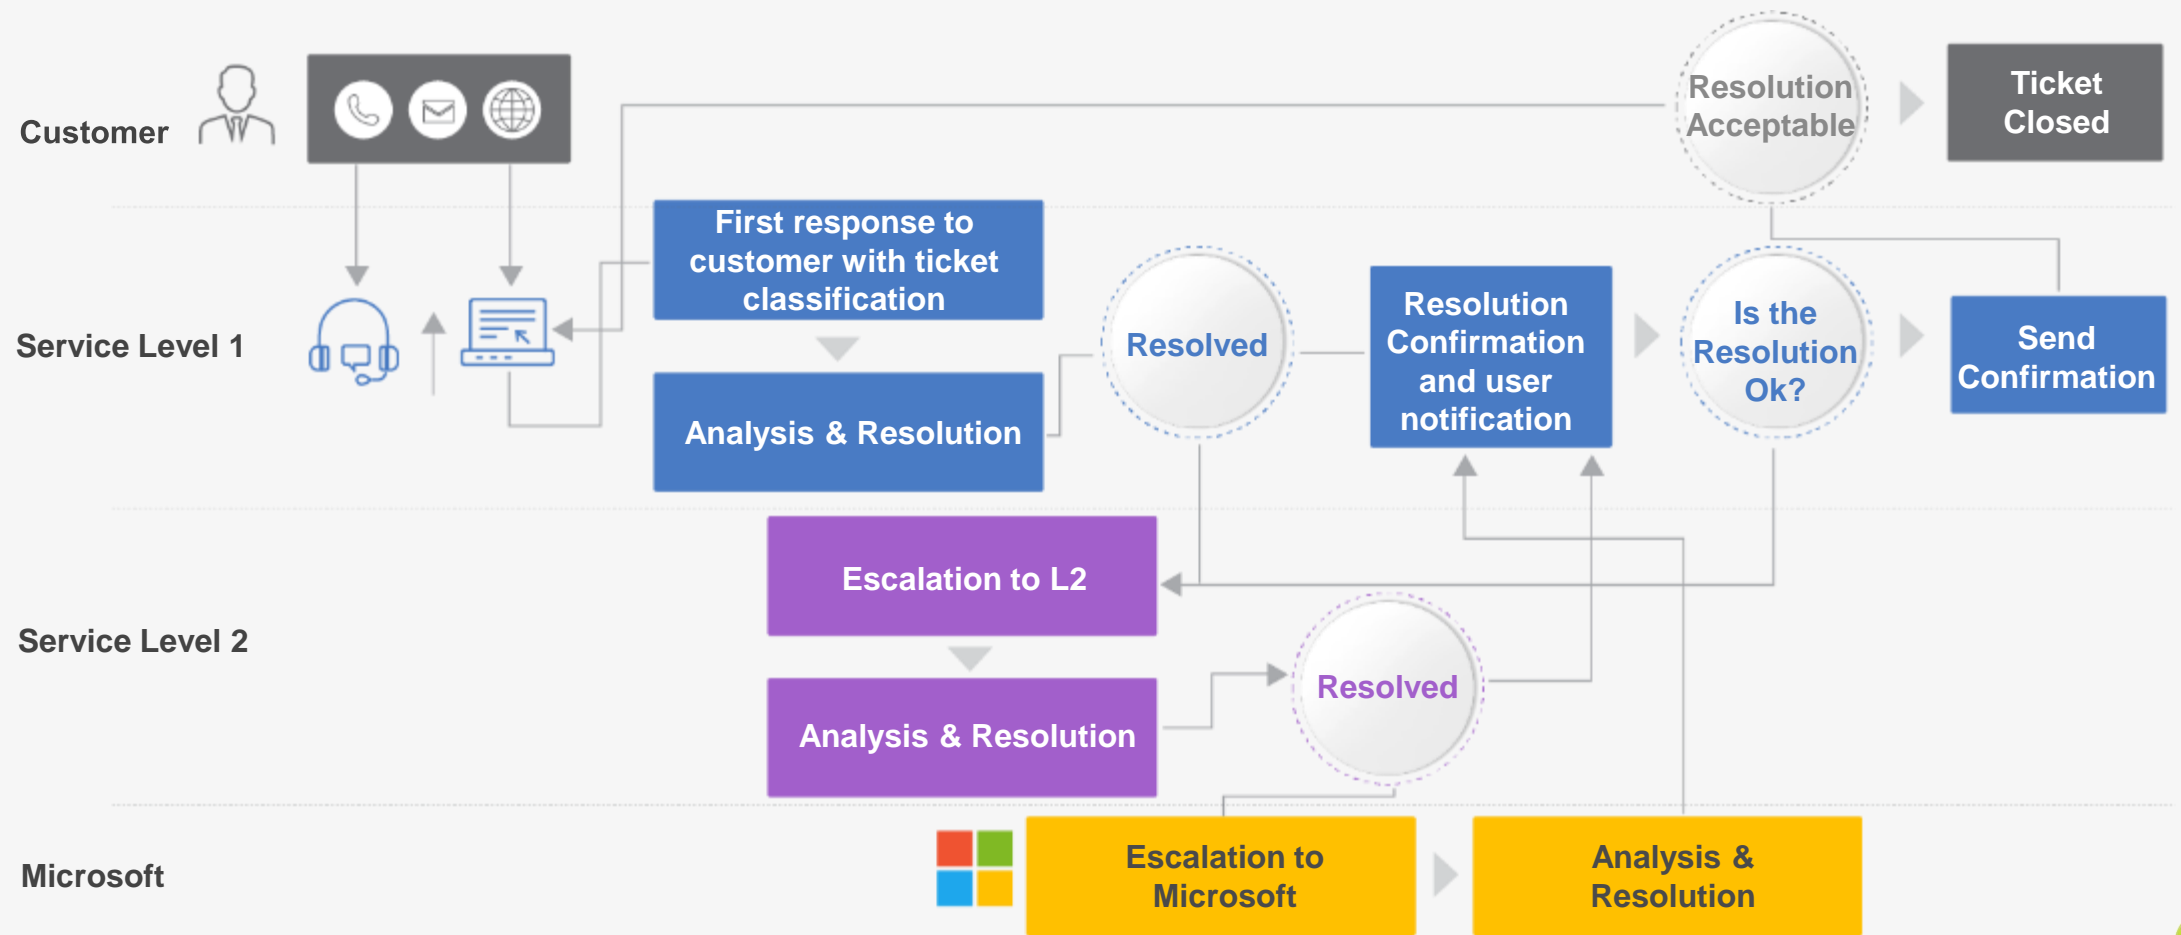 Customer
Resolution
Acceptable
Ticket
Closed
Service Level 1
First response to
customer with ticket
classification
Analysis & Resolution
Resolved
Resolution
Confirmation
and user
notification
Is the
Resolution
Ok?
Send
Confirmation
Service Level 2
Escalation to L2
Analysis & Resolution
Resolved
Microsoft
Escalation to
Microsoft
Analysis &
Resolution